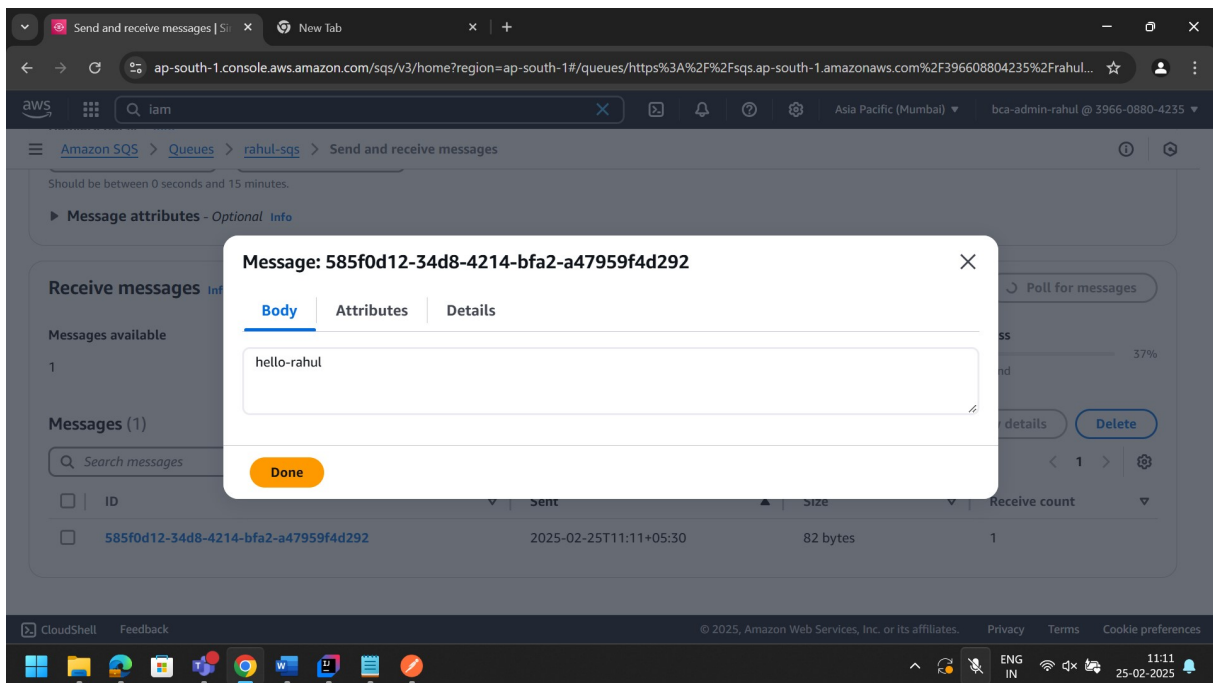 Send and receive messages | Si
New Tab
ap-south-1.console.aws.amazon.com/sqs/v3/home?region=ap-south-1#/queues/https%3A%2F%2Fsqs.ap-south-1.amazonaws.com%2F396608804235%2Frahul...
aws
iam
Asia Pacific (Mumbai)
bca-admin-rahul @ 3966-0880-4235
Amazon SQS > Queues > rahul-sqs > Send and receive messages
Should be between 0 seconds and 15 minutes.
Message attributes - Optional Info
Message: 585f0d12-34d8-4214-bfa2-a47959f4d292
Receive messages Inf
Poll for messages
Body
Attributes
Details
Messages available
ss
1
hello-rahul
37%
nd
Messages (1)
details
Delete
Search messages
1
Done
ID
Sent
Size
Receive count
585f0d12-34d8-4214-bfa2-a47959f4d292
2025-02-25T11:11+05:30
82 bytes
1
CloudShell
Feedback
© 2025, Amazon Web Services, Inc. or its affiliates.
Privacy
Terms
Cookie preferences
ENG
IN
11:11
25-02-2025